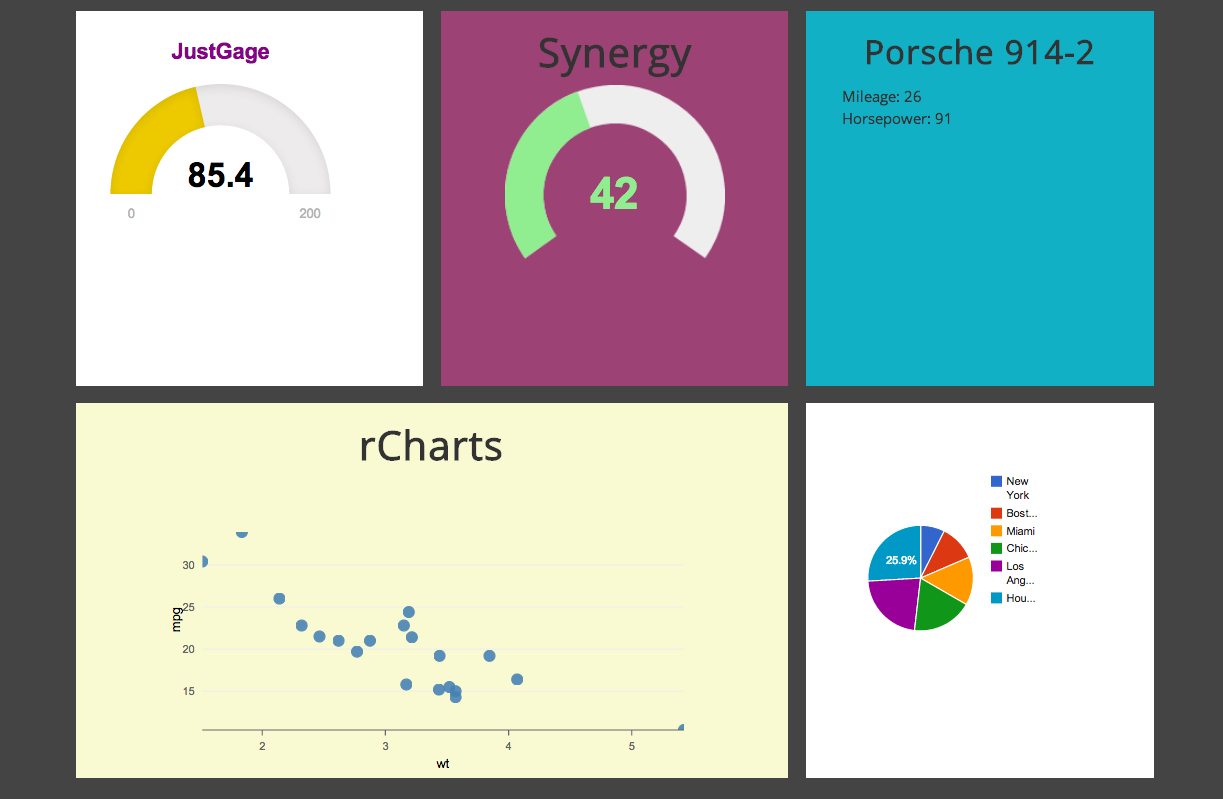 JustGage
85.4
0
200
Synergy
42
Porsche 914-2
Mileage: 26
Horsepower: 91
rCharts
30
25
20
15
mpg
2
3
4
5
wt
25.9%
New
York
Bost...
Miami
Chic...
Los
Ang...
Hou...